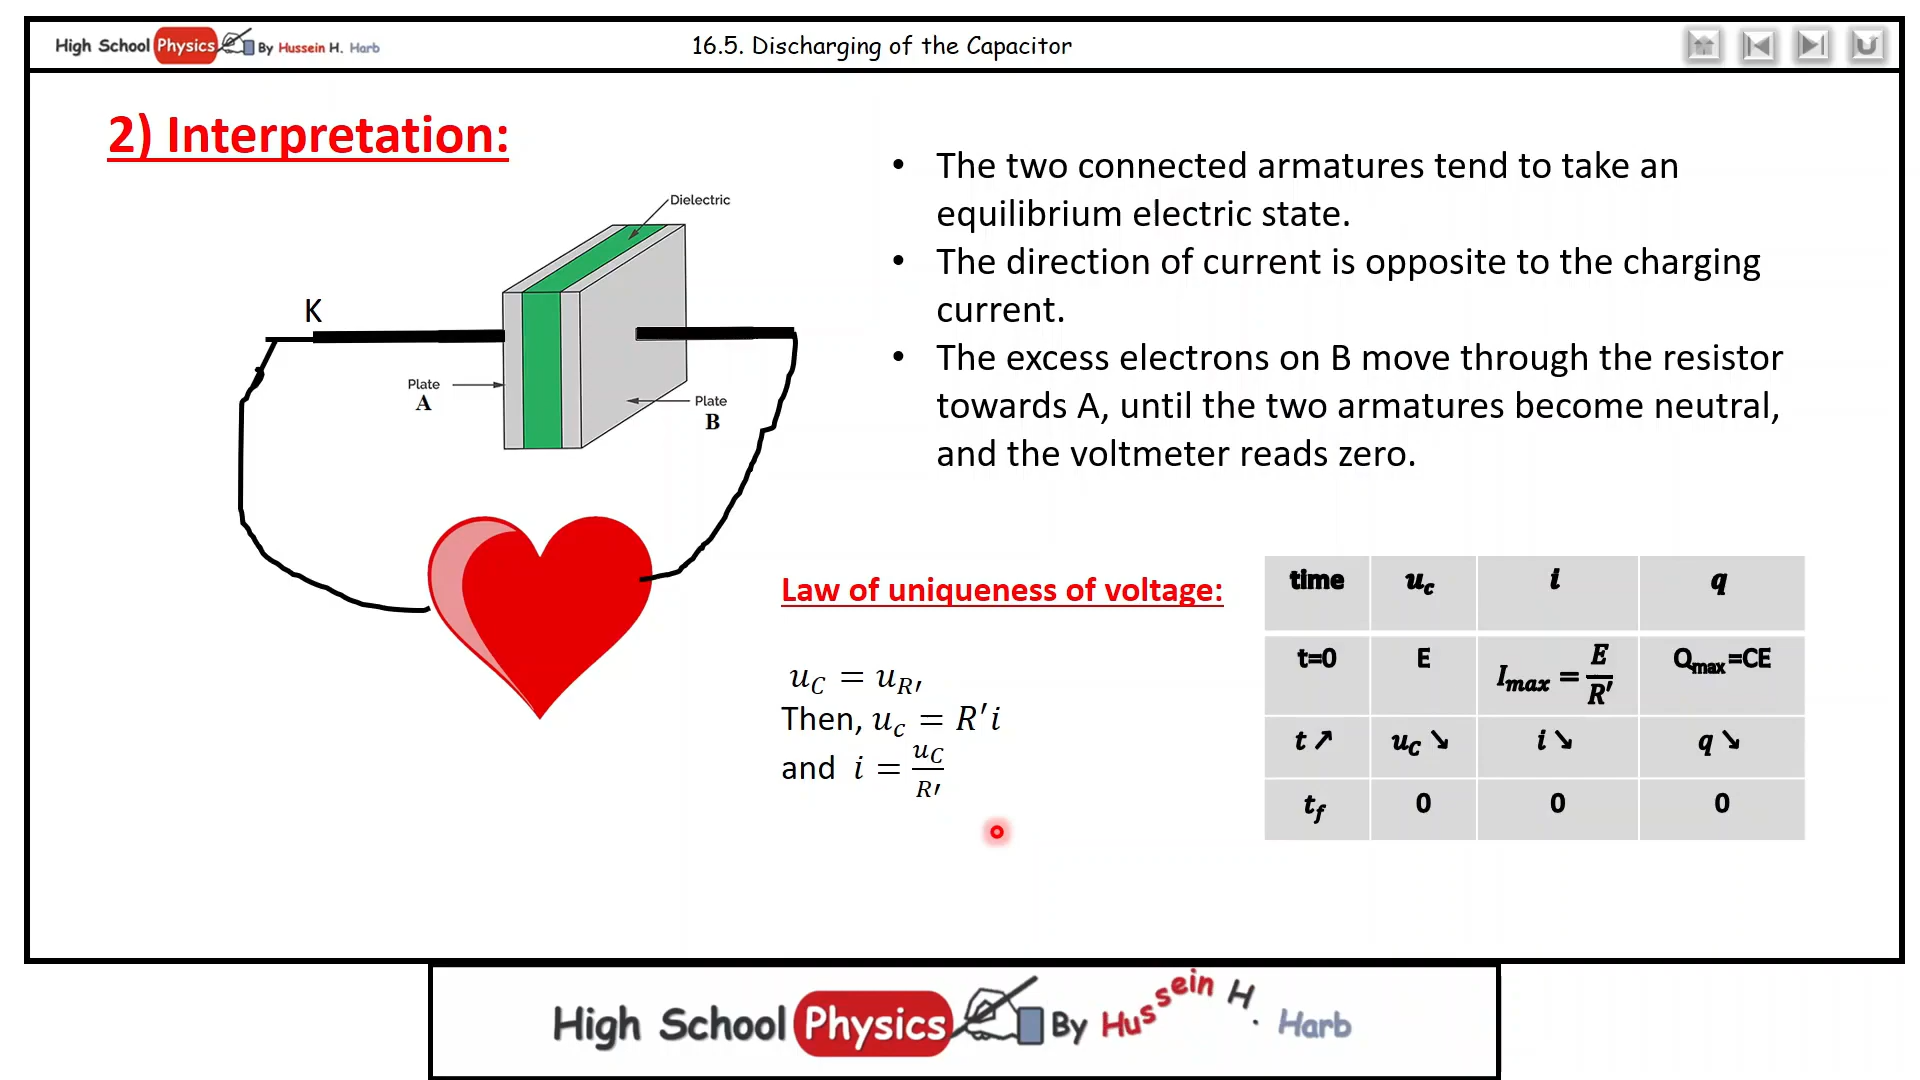 High School Physics By Hussein H. Harb
16.5. Discharging of the Capacitor
2) Interpretation:
Dielectric
K
Plate
A
Plate
B
• The two connected armatures tend to take an
equilibrium electric state.
• The direction of current is opposite to the charging
current.
• The excess electrons on B move through the resistor
towards A, until the two armatures become neutral,
and the voltmeter reads zero.
Law of uniqueness of voltage:
u_C = u_R′
Then, u_c = R′i
and i = u_C/R′
time u_c i q
t=0 E I_max = E/R′ Q_max=CE
t ↗ u_C ↘ i ↘ q ↘
t_f 0 0 0
High School Physics By Hussein H. Harb